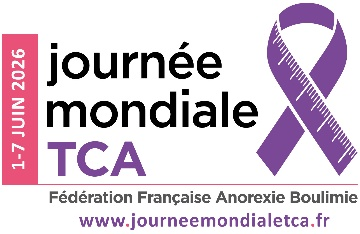 1-7 JUIN 2026
journée
mondiale
TCA
Fédération Française Anorexie Boulimie
www.journeemondialetca.fr